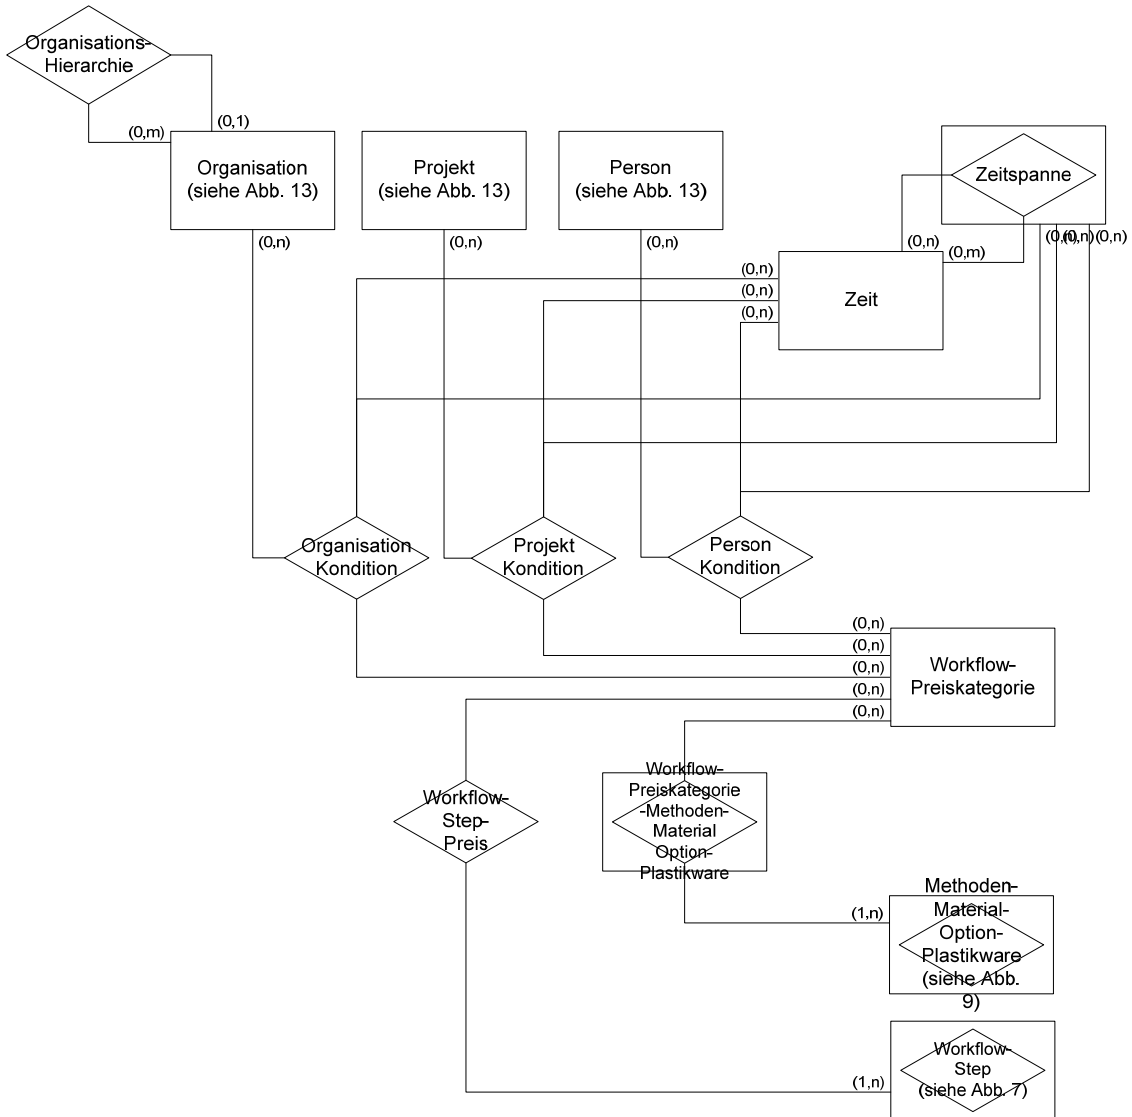 Organisations-
Hierarchie
(0,m)
(0,1)
Organisation
(siehe Abb. 13)
Projekt
(siehe Abb. 13)
Person
(siehe Abb. 13)
Zeitspanne
(0,n)
(0,n)
(0,n)
(0,n)
(0,m)
(0,n)
(0,n)
(0,n)
(0,n)
(0,n)
(0,n)
(0,n)
Zeit
Organisation
Kondition
Projekt
Kondition
Person
Kondition
(0,n)
(0,n)
(0,n)
(0,n)
(0,n)
Workflow-
Preiskategorie
Workflow-
Step-
Preis
Workflow-
Preiskategorie
-Methoden-
Material
Option-
Plastikware
(1,n)
Methoden-
Material-
Option-
Plastikware
(siehe Abb.
9)
(1,n)
Workflow-
Step
(siehe Abb. 7)